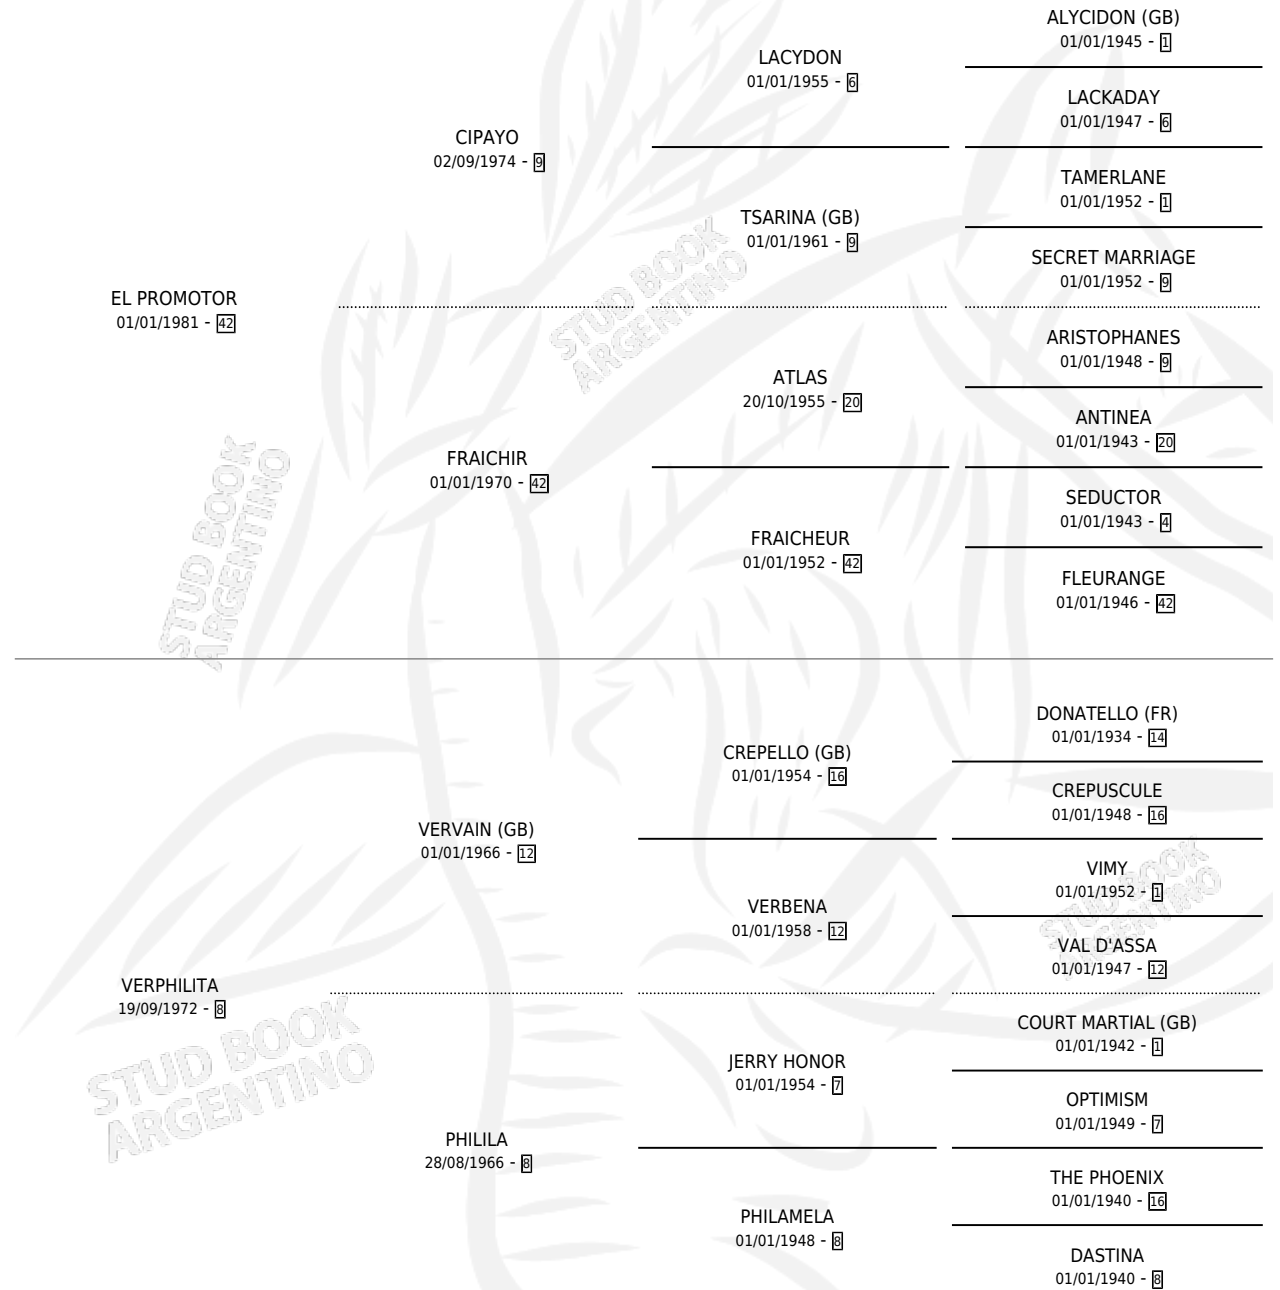 ALYCIDON (GB)
01/01/1945 - 1
LACYDON
01/01/1955 - 6
LACKADAY
01/01/1947 - 6
CIPAYO
02/09/1974 - 9
TAMERLANE
01/01/1952 - 1
TSARINA (GB)
01/01/1961 - 9
SECRET MARRIAGE
01/01/1952 - 9
EL PROMOTOR
01/01/1981 - 42
ARISTOPHANES
01/01/1948 - 9
ATLAS
20/10/1955 - 20
ANTINEA
01/01/1943 - 20
FRAICHIR
01/01/1970 - 42
SEDUCTOR
01/01/1943 - 4
FRAICHEUR
01/01/1952 - 42
FLEURANGE
01/01/1946 - 42
DONATELLO (FR)
01/01/1934 - 14
CREPELLO (GB)
01/01/1954 - 16
CREPUSCULE
01/01/1948 - 16
VERVAIN (GB)
01/01/1966 - 12
VIMY
01/01/1952 - 1
VERBENA
01/01/1958 - 12
VAL D'ASSA
01/01/1947 - 12
VERPHILITA
19/09/1972 - 8
COURT MARTIAL (GB)
01/01/1942 - 1
JERRY HONOR
01/01/1954 - 7
OPTIMISM
01/01/1949 - 7
PHILILA
28/08/1966 - 8
THE PHOENIX
01/01/1940 - 16
PHILAMELA
01/01/1948 - 8
DASTINA
01/01/1940 - 8
STUD BOOK
ARGENTINO
STUD BOOK
ARGENTINO
STUD BOOK
ARGENTINO
STUD BOOK
ARGENTINO